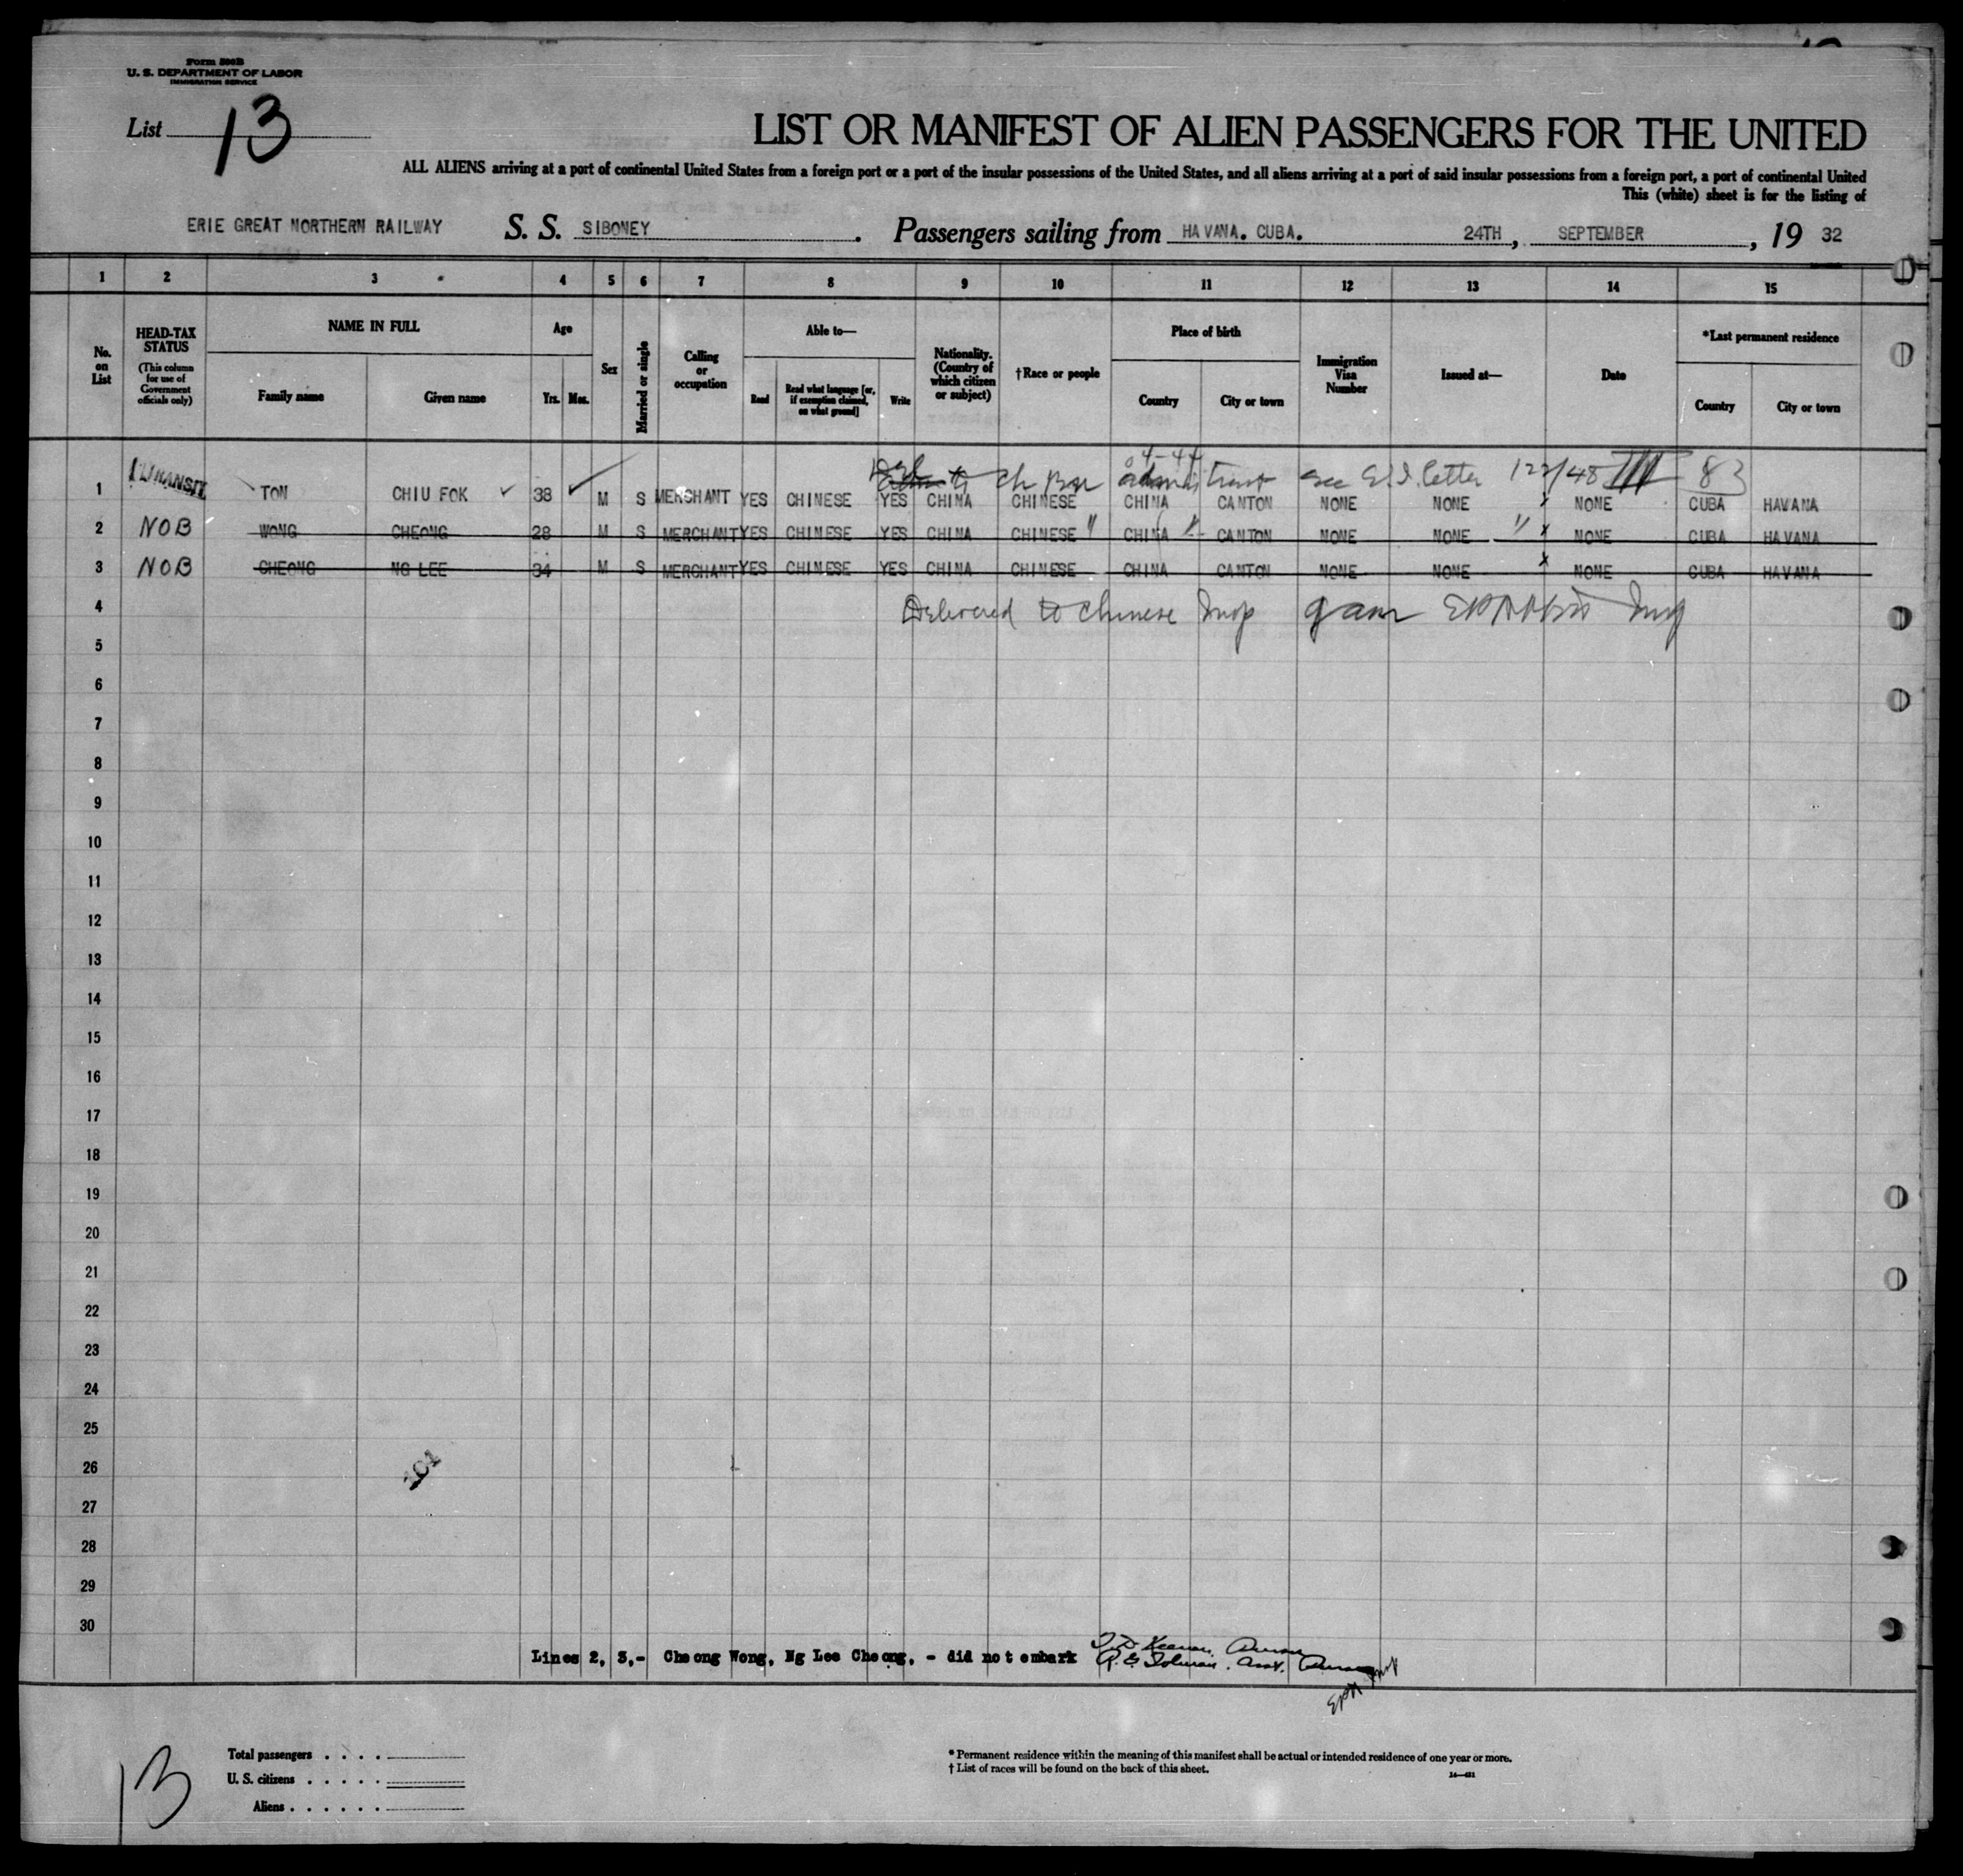 Form 500B
U. S. DEPARTMENT OF LABOR
IMMIGRATION SERVICE
List 13
LIST OR MANIFEST OF ALIEN PASSENGERS FOR THE UNITED
ALL ALIENS arriving at a port of continental United States from a foreign port or a port of the insular possessions of the United States, and all aliens arriving at a port of said insular possessions from a foreign port, a port of continental United
This (white) sheet is for the listing of
ERIE GREAT NORTHERN RAILWAY S. S. SIBONEY. Passengers sailing from HAVANA. CUBA. 24TH, SEPTEMBER, 19 32
1 2 3 4 5 6 7 8 9 10 11 12 13 14 15
No. on List
HEAD-TAX STATUS
(This column for use of Government officials only)
NAME IN FULL
Family name Given name
Age
Yrs. Mos.
Sex
Married or single
Calling or occupation
Able to—
Read Read what language [or, if exemption claimed, on what ground] Write
Nationality. (Country of which citizen or subject)
†Race or people
Place of birth
Country City or town
Immigration Visa Number
Issued at—
Date
*Last permanent residence
Country City or town
to Ch admit transit see E.I. letter 83
1 TRANSIT TON CHIU FOK 38 M S MERCHANT YES CHINESE YES CHINA CHINESE CHINA CANTON NONE NONE NONE CUBA HAVANA
2 NOB WONG CHEONG 28 M S MERCHANT YES CHINESE YES CHINA CHINESE " CHINA " CANTON NONE NONE " NONE CUBA HAVANA
3 NOB CHEONG NG LEE 34 M S MERCHANT YES CHINESE YES CHINA CHINESE CHINA CANTON NONE NONE NONE CUBA HAVANA
4 Delivered to Chinese Insp
5
6
7
8
9
10
11
12
13
14
15
16
17
18
19
20
21
22
23
24
25
26
27
28
29
30
Lines 2, 3,- Cheong Wong, Ng Lee Cheong, - did not embark
13
Total passengers . . . .
U. S. citizens . . . . .
Aliens . . . . . .
* Permanent residence within the meaning of this manifest shall be actual or intended residence of one year or more.
† List of races will be found on the back of this sheet.